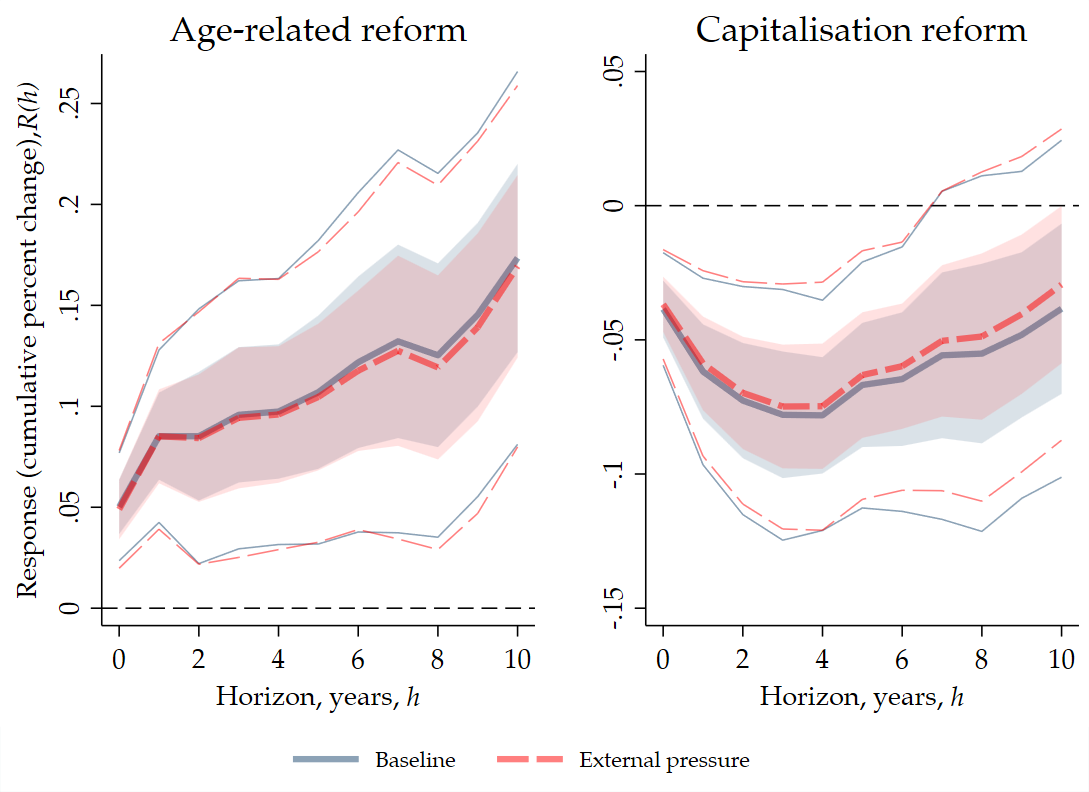 Age-related reform
Response (cumulative percent change),R(h)
.25
.2
.15
.1
.05
0
0 2 4 6 8 10
Horizon, years, h
Capitalisation reform
.05
0
-.05
-.1
-.15
0 2 4 6 8 10
Horizon, years, h
Baseline External pressure